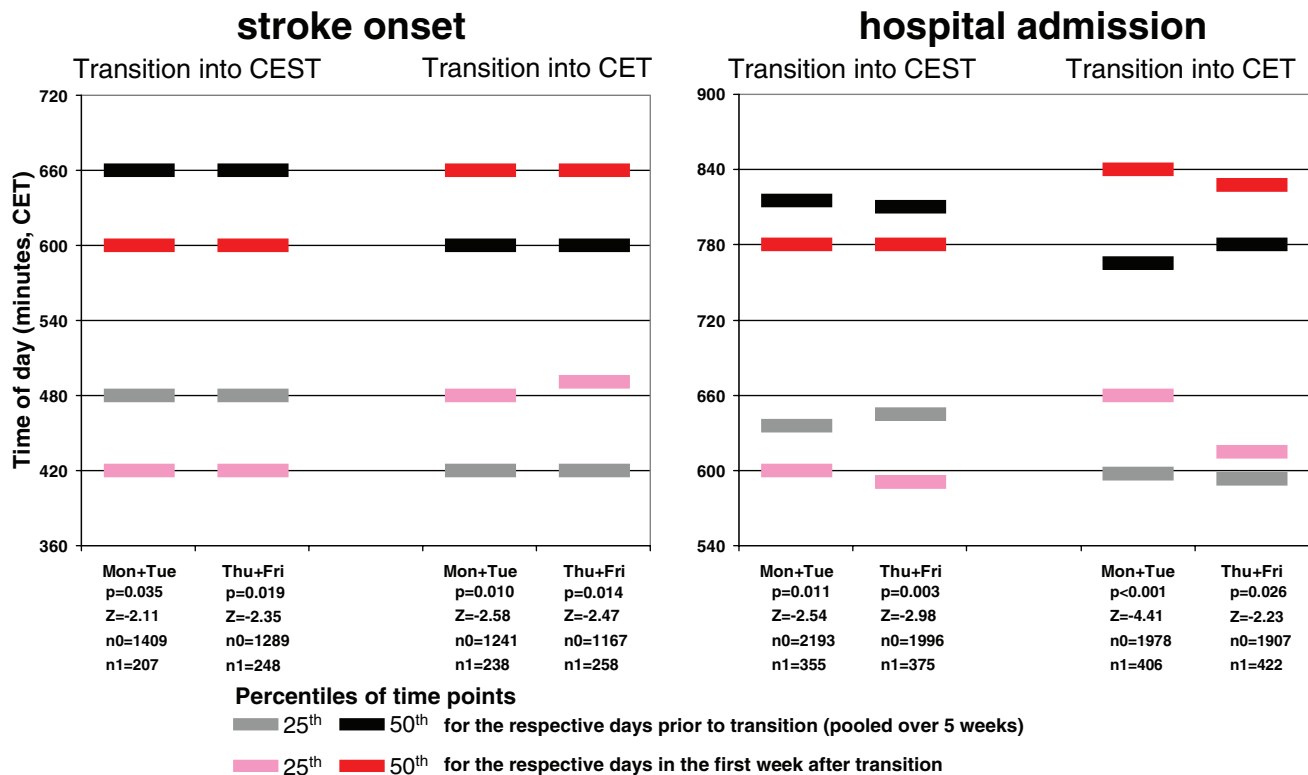 stroke onset
hospital admission
Transition into CEST
Transition into CET
Transition into CEST
Transition into CET
Time of day (minutes, CET)
720
660
600
540
480
420
360
900
840
780
720
660
600
540
Mon+Tue Thu+Fri Mon+Tue Thu+Fri Mon+Tue Thu+Fri Mon+Tue Thu+Fri
p=0.035 p=0.019 p=0.010 p=0.014 p=0.011 p=0.003 p<0.001 p=0.026
Z=-2.11 Z=-2.35 Z=-2.58 Z=-2.47 Z=-2.54 Z=-2.98 Z=-4.41 Z=-2.23
n0=1409 n0=1289 n0=1241 n0=1167 n0=2193 n0=1996 n0=1978 n0=1907
n1=207 n1=248 n1=238 n1=258 n1=355 n1=375 n1=406 n1=422
Percentiles of time points
25th 50th for the respective days prior to transition (pooled over 5 weeks)
25th 50th for the respective days in the first week after transition